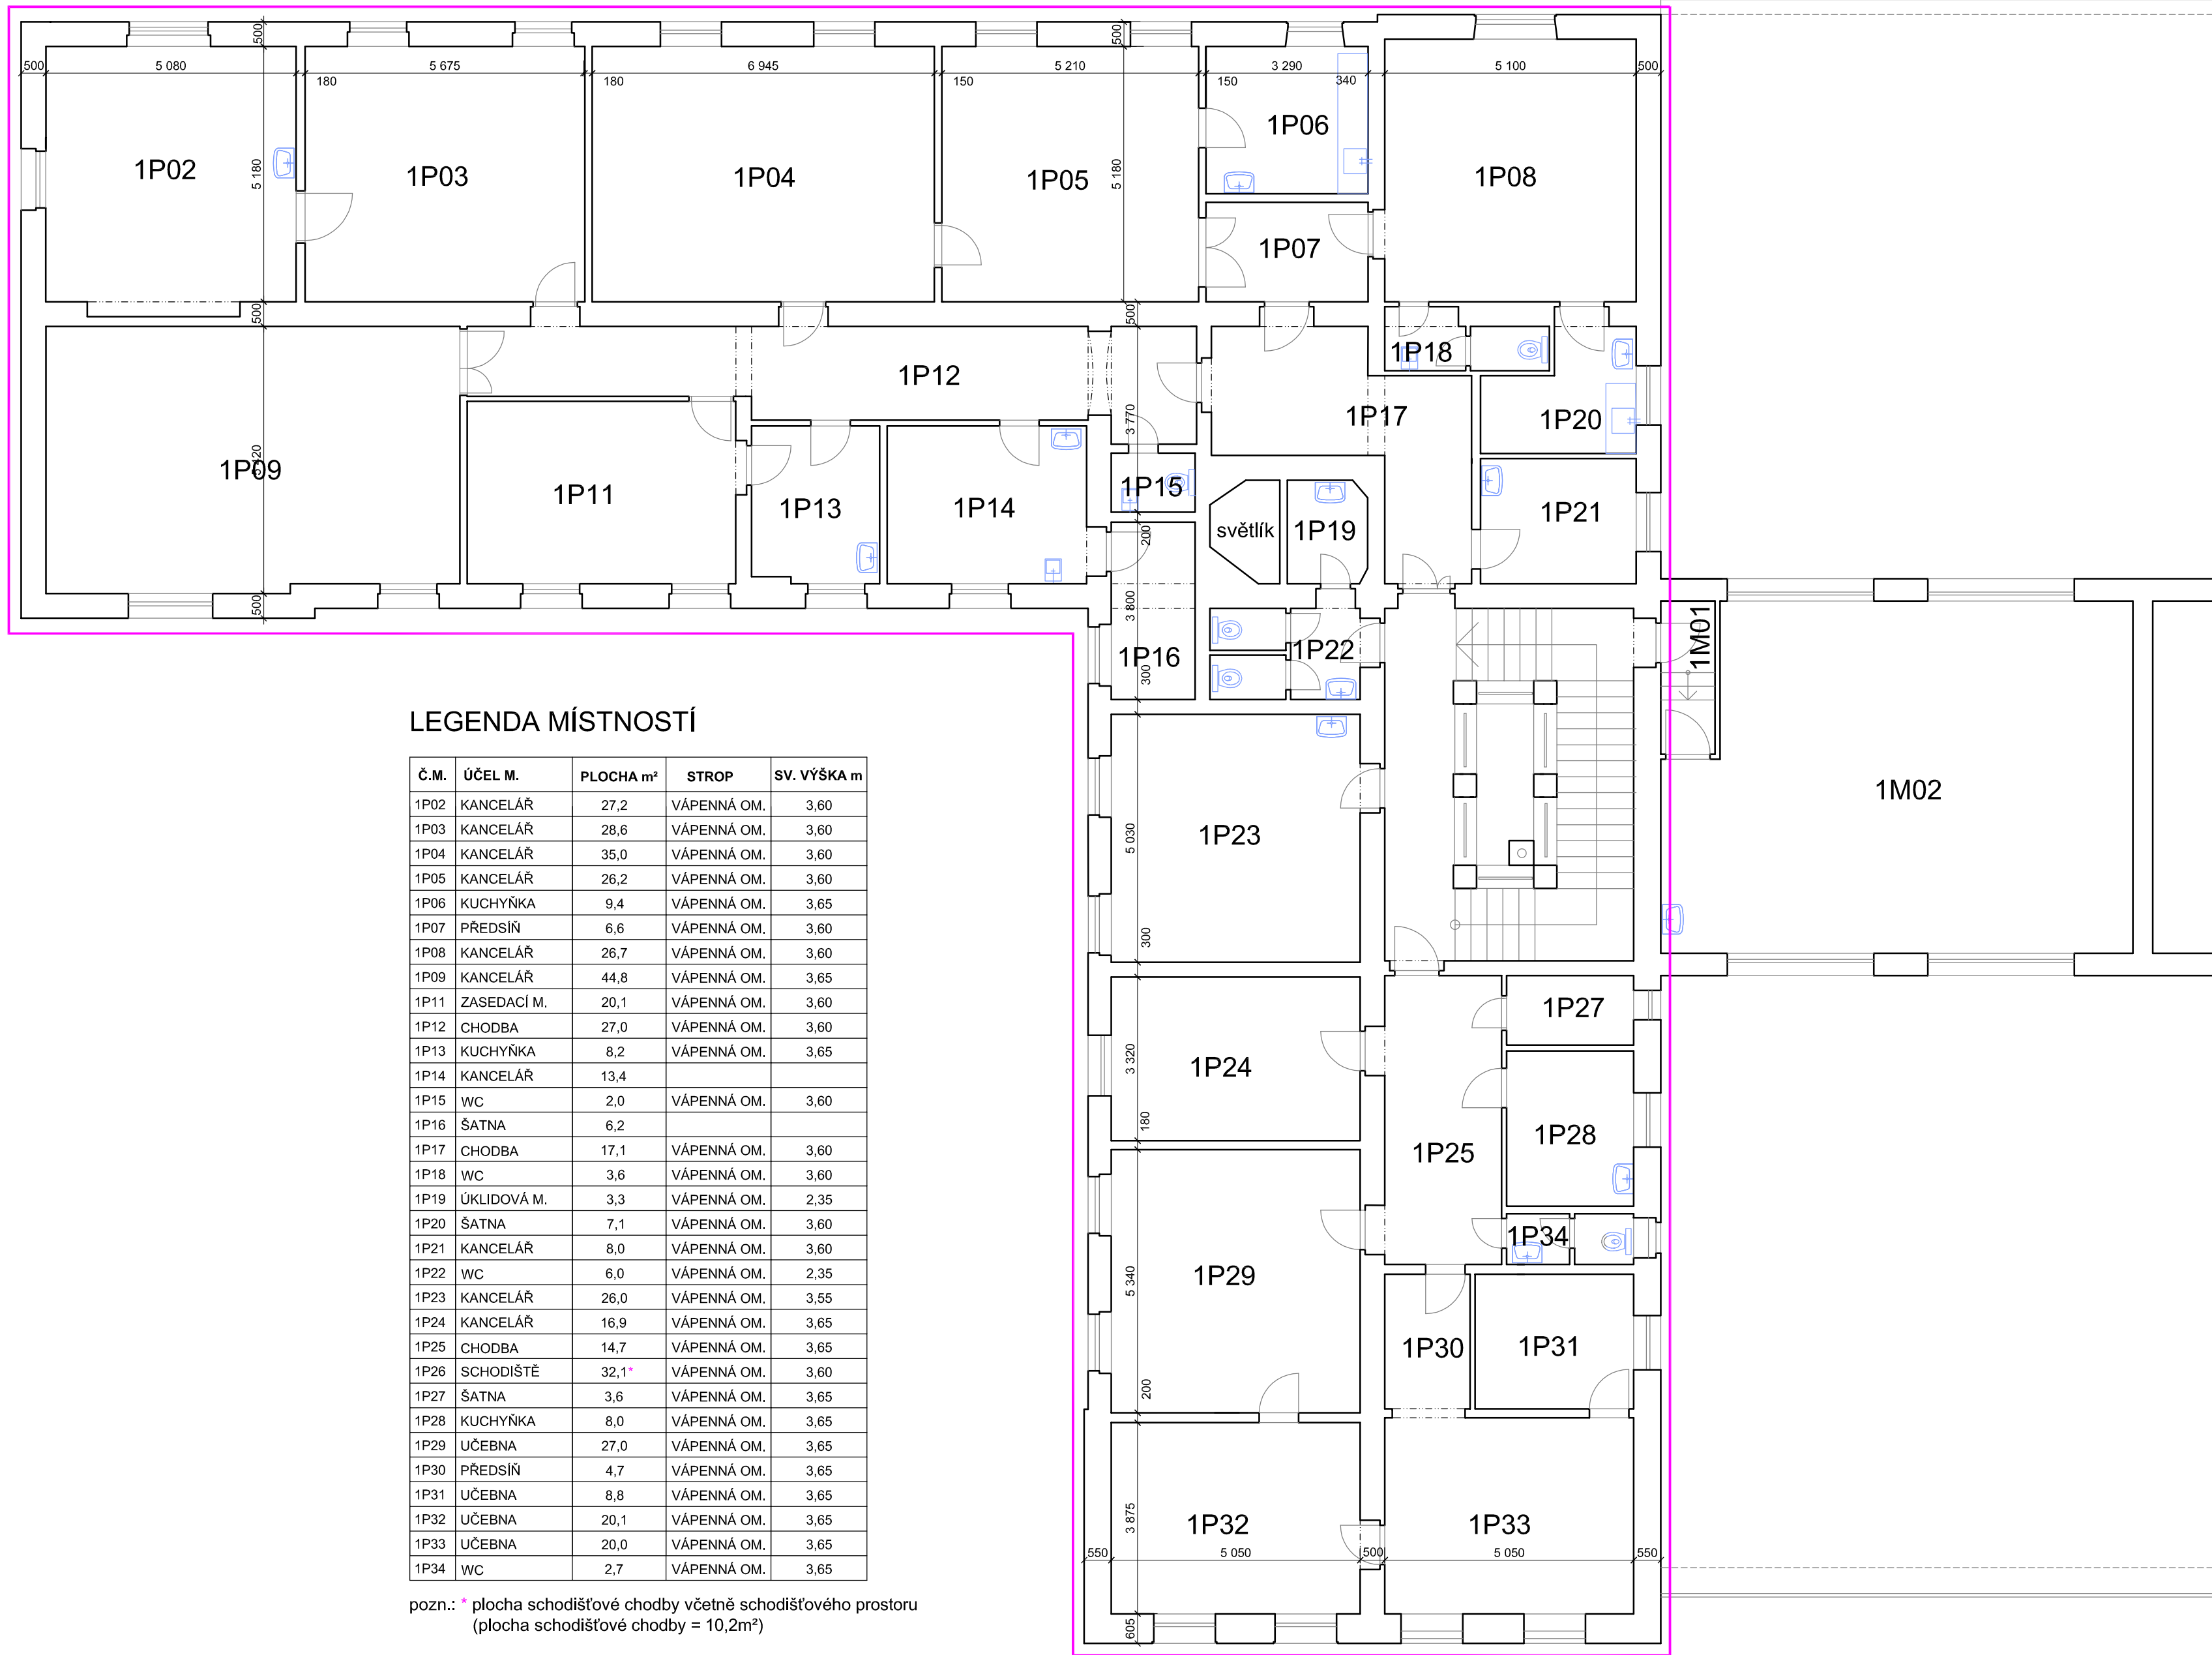 500
500
500 5 080 5 675 6 945 5 210 3 290 5 100 500
180 180 150 150 340
1P02
1P03
1P04
1P05
1P06
1P07
1P08
5 180
5 180
500
500
1P09
1P11
1P12
1P13
1P14
1P15
1P16
1P17
1P18
1P19
1P20
1P21
1P22
světlík
3 770
200
3 800
300
500
1M01
1M02
1P23
5 030
300
1P24
3 320
180
1P25
1P27
1P28
1P34
1P29
5 340
200
1P30
1P31
1P32
1P33
3 875
550 5 050 500 5 050 550
605
LEGENDA MÍSTNOSTÍ
Č.M. ÚČEL M. PLOCHA m² STROP SV. VÝŠKA m
1P02 KANCELÁŘ 27,2 VÁPENNÁ OM. 3,60
1P03 KANCELÁŘ 28,6 VÁPENNÁ OM. 3,60
1P04 KANCELÁŘ 35,0 VÁPENNÁ OM. 3,60
1P05 KANCELÁŘ 26,2 VÁPENNÁ OM. 3,60
1P06 KUCHYŇKA 9,4 VÁPENNÁ OM. 3,65
1P07 PŘEDSÍŇ 6,6 VÁPENNÁ OM. 3,60
1P08 KANCELÁŘ 26,7 VÁPENNÁ OM. 3,60
1P09 KANCELÁŘ 44,8 VÁPENNÁ OM. 3,65
1P11 ZASEDACÍ M. 20,1 VÁPENNÁ OM. 3,60
1P12 CHODBA 27,0 VÁPENNÁ OM. 3,60
1P13 KUCHYŇKA 8,2 VÁPENNÁ OM. 3,65
1P14 KANCELÁŘ 13,4
1P15 WC 2,0 VÁPENNÁ OM. 3,60
1P16 ŠATNA 6,2
1P17 CHODBA 17,1 VÁPENNÁ OM. 3,60
1P18 WC 3,6 VÁPENNÁ OM. 3,60
1P19 ÚKLIDOVÁ M. 3,3 VÁPENNÁ OM. 2,35
1P20 ŠATNA 7,1 VÁPENNÁ OM. 3,60
1P21 KANCELÁŘ 8,0 VÁPENNÁ OM. 3,60
1P22 WC 6,0 VÁPENNÁ OM. 2,35
1P23 KANCELÁŘ 26,0 VÁPENNÁ OM. 3,55
1P24 KANCELÁŘ 16,9 VÁPENNÁ OM. 3,65
1P25 CHODBA 14,7 VÁPENNÁ OM. 3,65
1P26 SCHODIŠTĚ 32,1* VÁPENNÁ OM. 3,60
1P27 ŠATNA 3,6 VÁPENNÁ OM. 3,65
1P28 KUCHYŇKA 8,0 VÁPENNÁ OM. 3,65
1P29 UČEBNA 27,0 VÁPENNÁ OM. 3,65
1P30 PŘEDSÍŇ 4,7 VÁPENNÁ OM. 3,65
1P31 UČEBNA 8,8 VÁPENNÁ OM. 3,65
1P32 UČEBNA 20,1 VÁPENNÁ OM. 3,65
1P33 UČEBNA 20,0 VÁPENNÁ OM. 3,65
1P34 WC 2,7 VÁPENNÁ OM. 3,65
pozn.: * plocha schodišťové chodby včetně schodišťového prostoru
(plocha schodišťové chodby = 10,2m²)